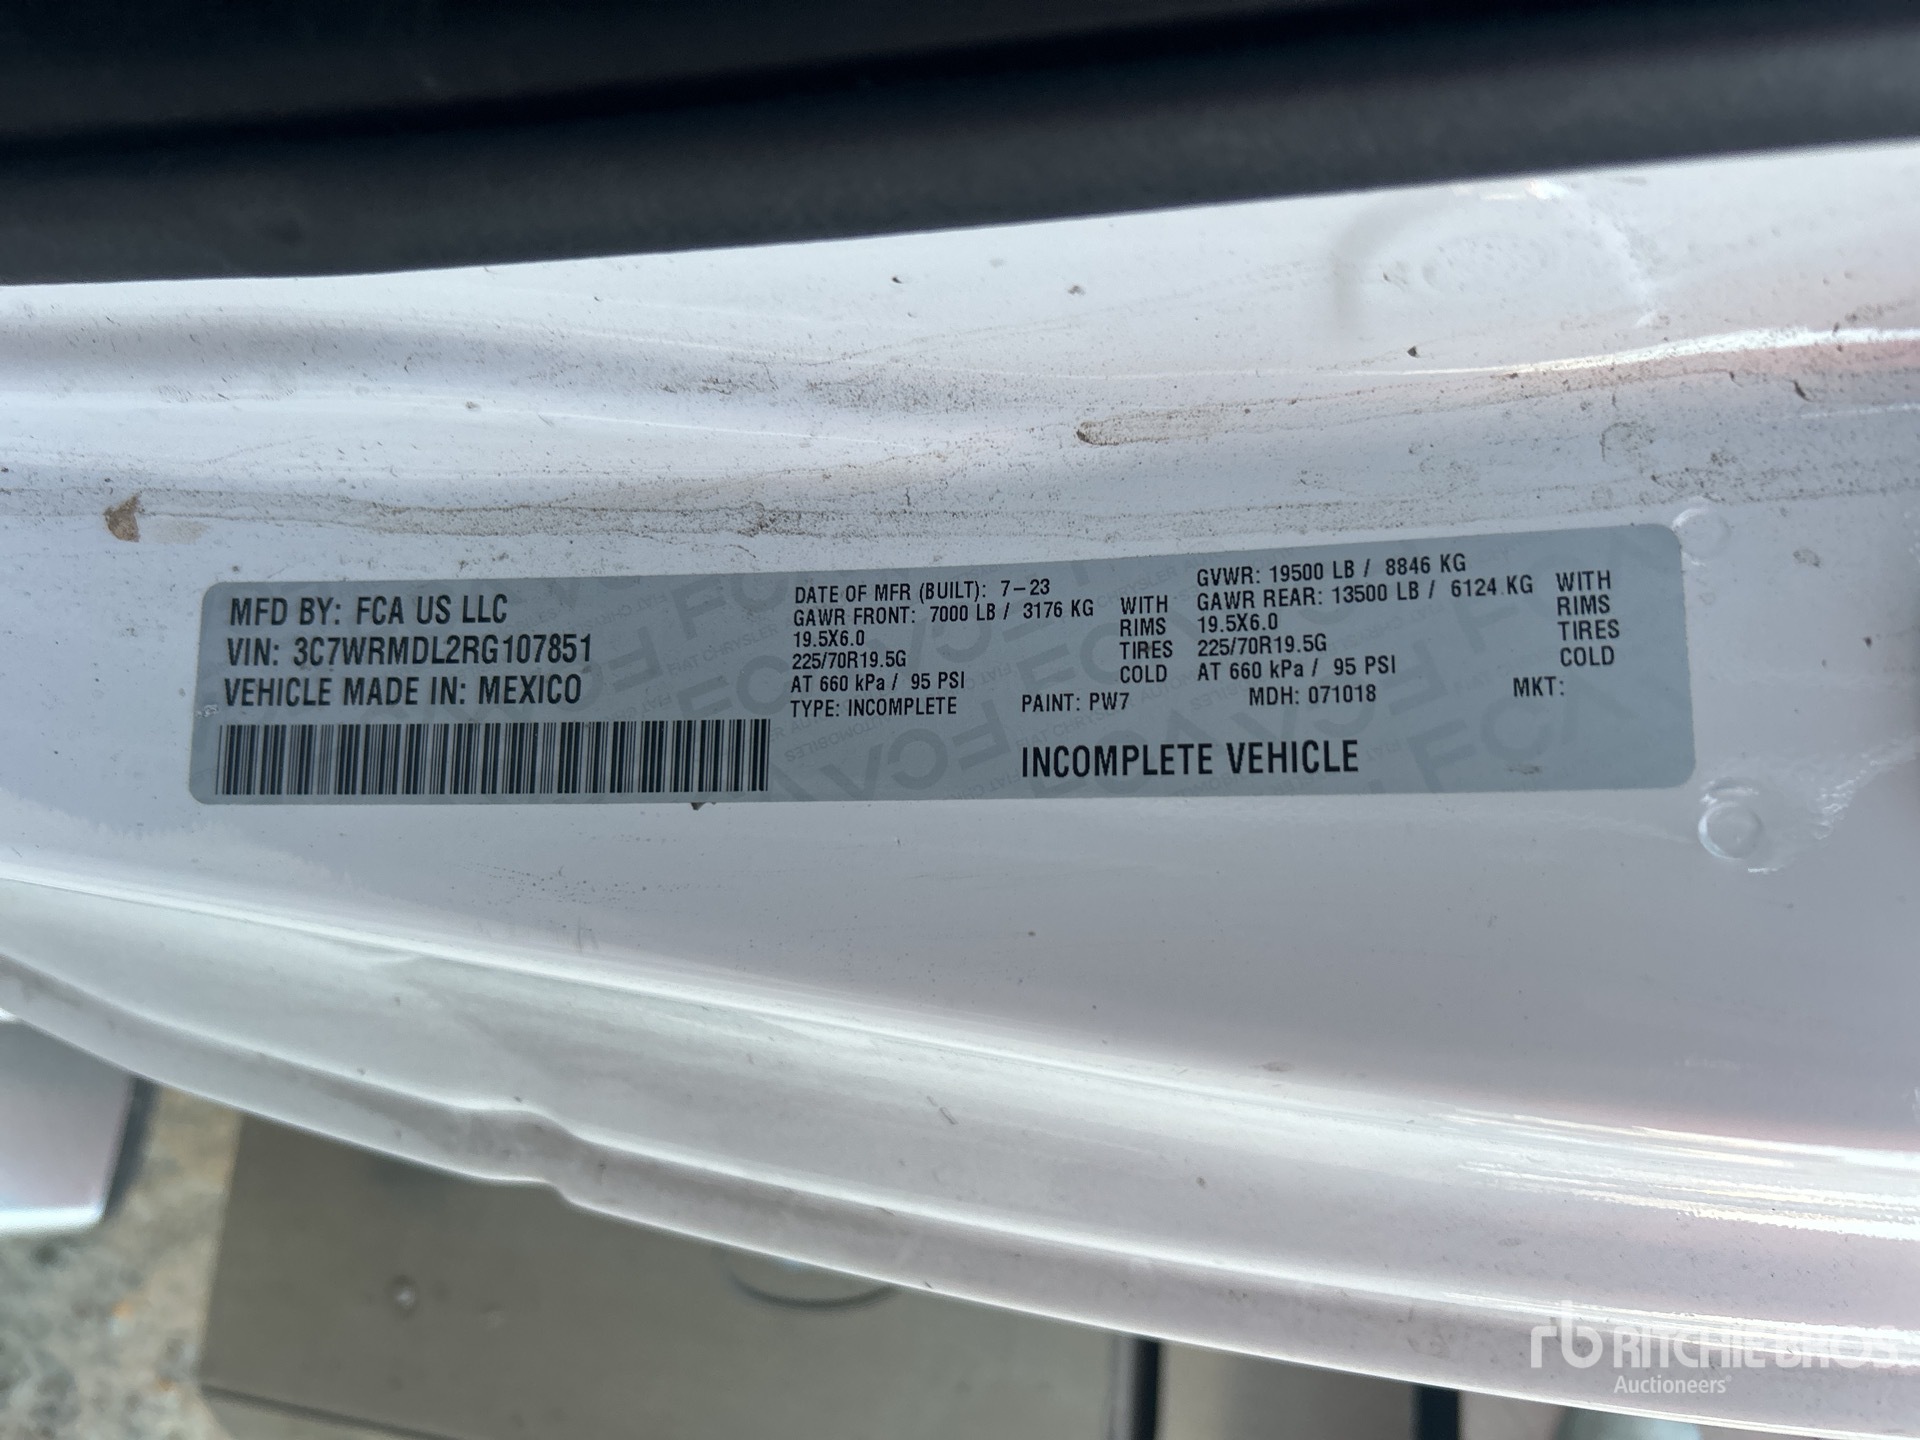 MFD BY: FCA US LLC
VIN: 3C7WRMDL2RG107851
VEHICLE MADE IN: MEXICO
DATE OF MFR (BUILT): 7-23
GAWR FRONT: 7000 LB / 3176 KG WITH
19.5X6.0 RIMS
225/70R19.5G TIRES
AT 660 kPa / 95 PSI COLD
TYPE: INCOMPLETE
GVWR: 19500 LB / 8846 KG
GAWR REAR: 13500 LB / 6124 KG WITH
19.5X6.0 RIMS
225/70R19.5G TIRES
AT 660 kPa / 95 PSI COLD
PAINT: PW7 MDH: 071018 MKT:
INCOMPLETE VEHICLE
rb RITCHIE BROS
Auctioneers